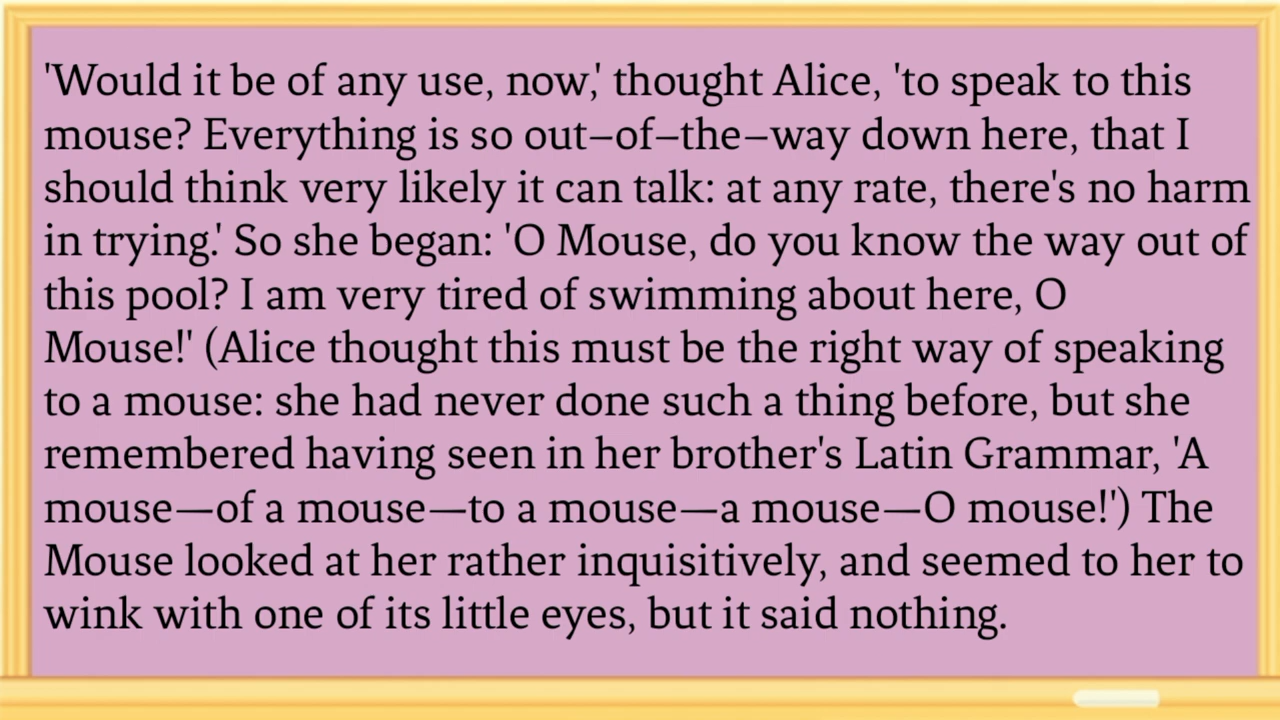 'Would it be of any use, now,' thought Alice, 'to speak to this
mouse? Everything is so out–of–the–way down here, that I
should think very likely it can talk: at any rate, there's no harm
in trying.' So she began: 'O Mouse, do you know the way out of
this pool? I am very tired of swimming about here, O
Mouse!' (Alice thought this must be the right way of speaking
to a mouse: she had never done such a thing before, but she
remembered having seen in her brother's Latin Grammar, 'A
mouse—of a mouse—to a mouse—a mouse—O mouse!') The
Mouse looked at her rather inquisitively, and seemed to her to
wink with one of its little eyes, but it said nothing.